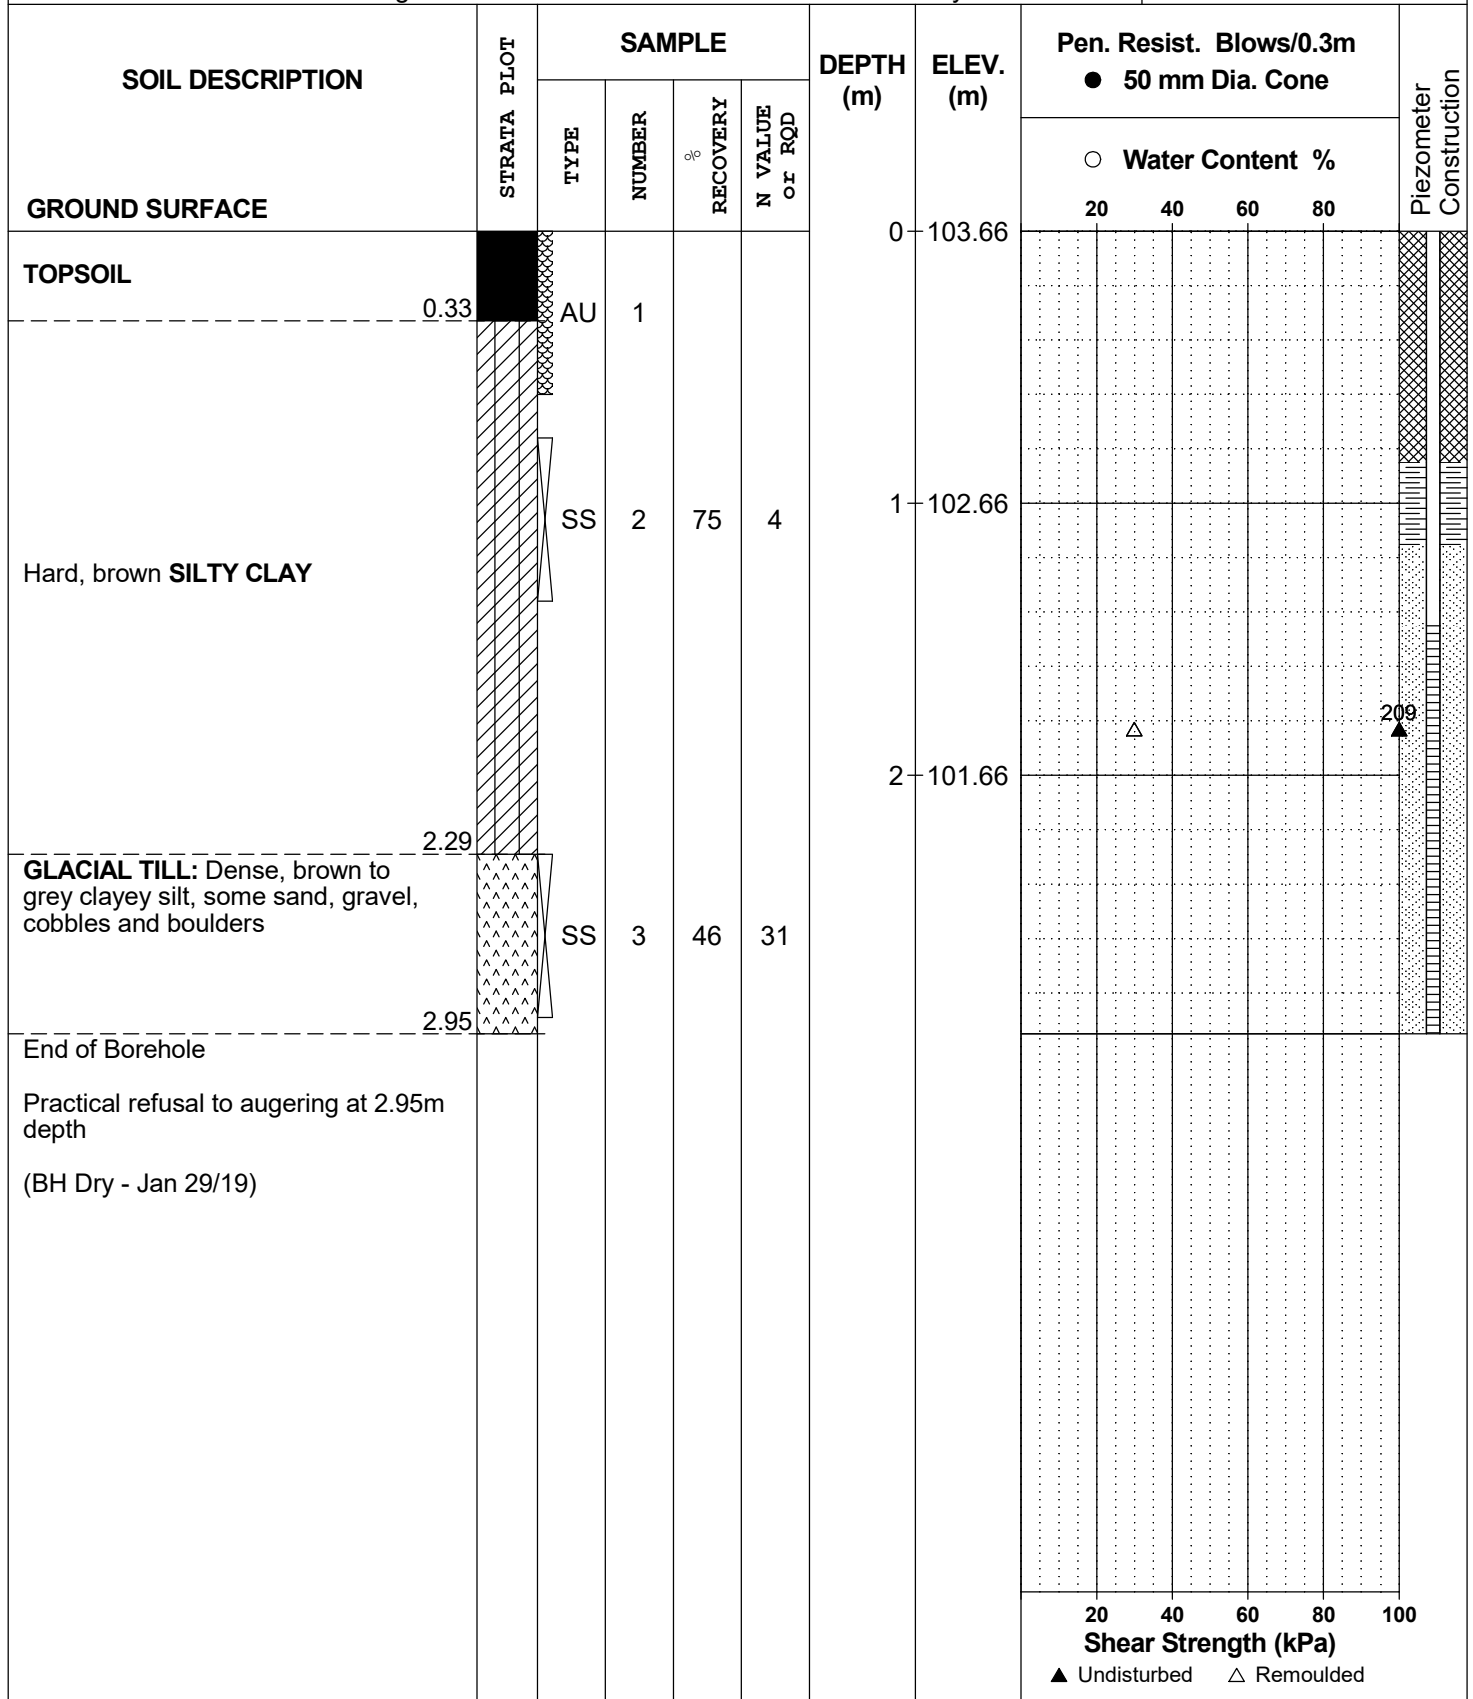 SOIL DESCRIPTION
GROUND SURFACE
STRATA PLOT
SAMPLE
TYPE
NUMBER
%
RECOVERY
N VALUE
or RQD
DEPTH
(m)
ELEV.
(m)
Pen. Resist. Blows/0.3m
● 50 mm Dia. Cone
○ Water Content %
20 40 60 80
Piezometer
Construction
0 103.66
TOPSOIL
0.33
AU 1
1 102.66
SS 2 75 4
Hard, brown SILTY CLAY
209
2 101.66
2.29
GLACIAL TILL: Dense, brown to
grey clayey silt, some sand, gravel,
cobbles and boulders
SS 3 46 31
2.95
End of Borehole
Practical refusal to augering at 2.95m
depth
(BH Dry - Jan 29/19)
20 40 60 80 100
Shear Strength (kPa)
▲ Undisturbed △ Remoulded